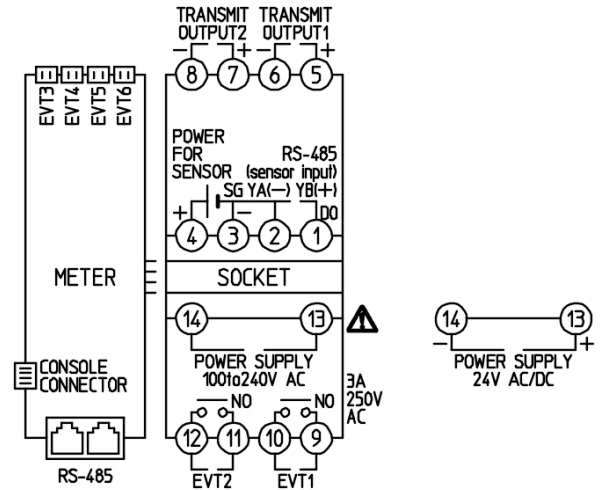 TRANSMIT TRANSMIT
OUTPUT2 OUTPUT1
− + − +
8 7 6 5
EVT3 EVT4 EVT5 EVT6
POWER
FOR
SENSOR
RS-485
(sensor input)
SG YA(−) YB(+)
+ − D0
4 3 2 1
METER
SOCKET
14 13
POWER SUPPLY
100to240V AC
14 13
− +
POWER SUPPLY
24V AC/DC
CONSOLE
CONNECTOR
3A
250V
AC
NO NO
12 11 10 9
EVT2 EVT1
RS-485